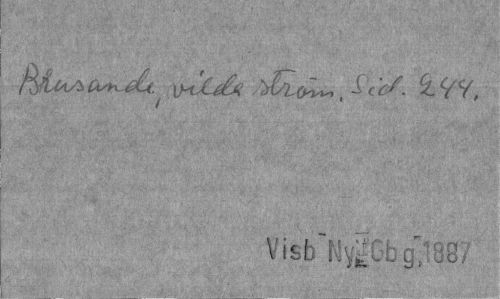 Brusande, vilda ström. Sid. 244.
Visb Ny Gbg, 1887